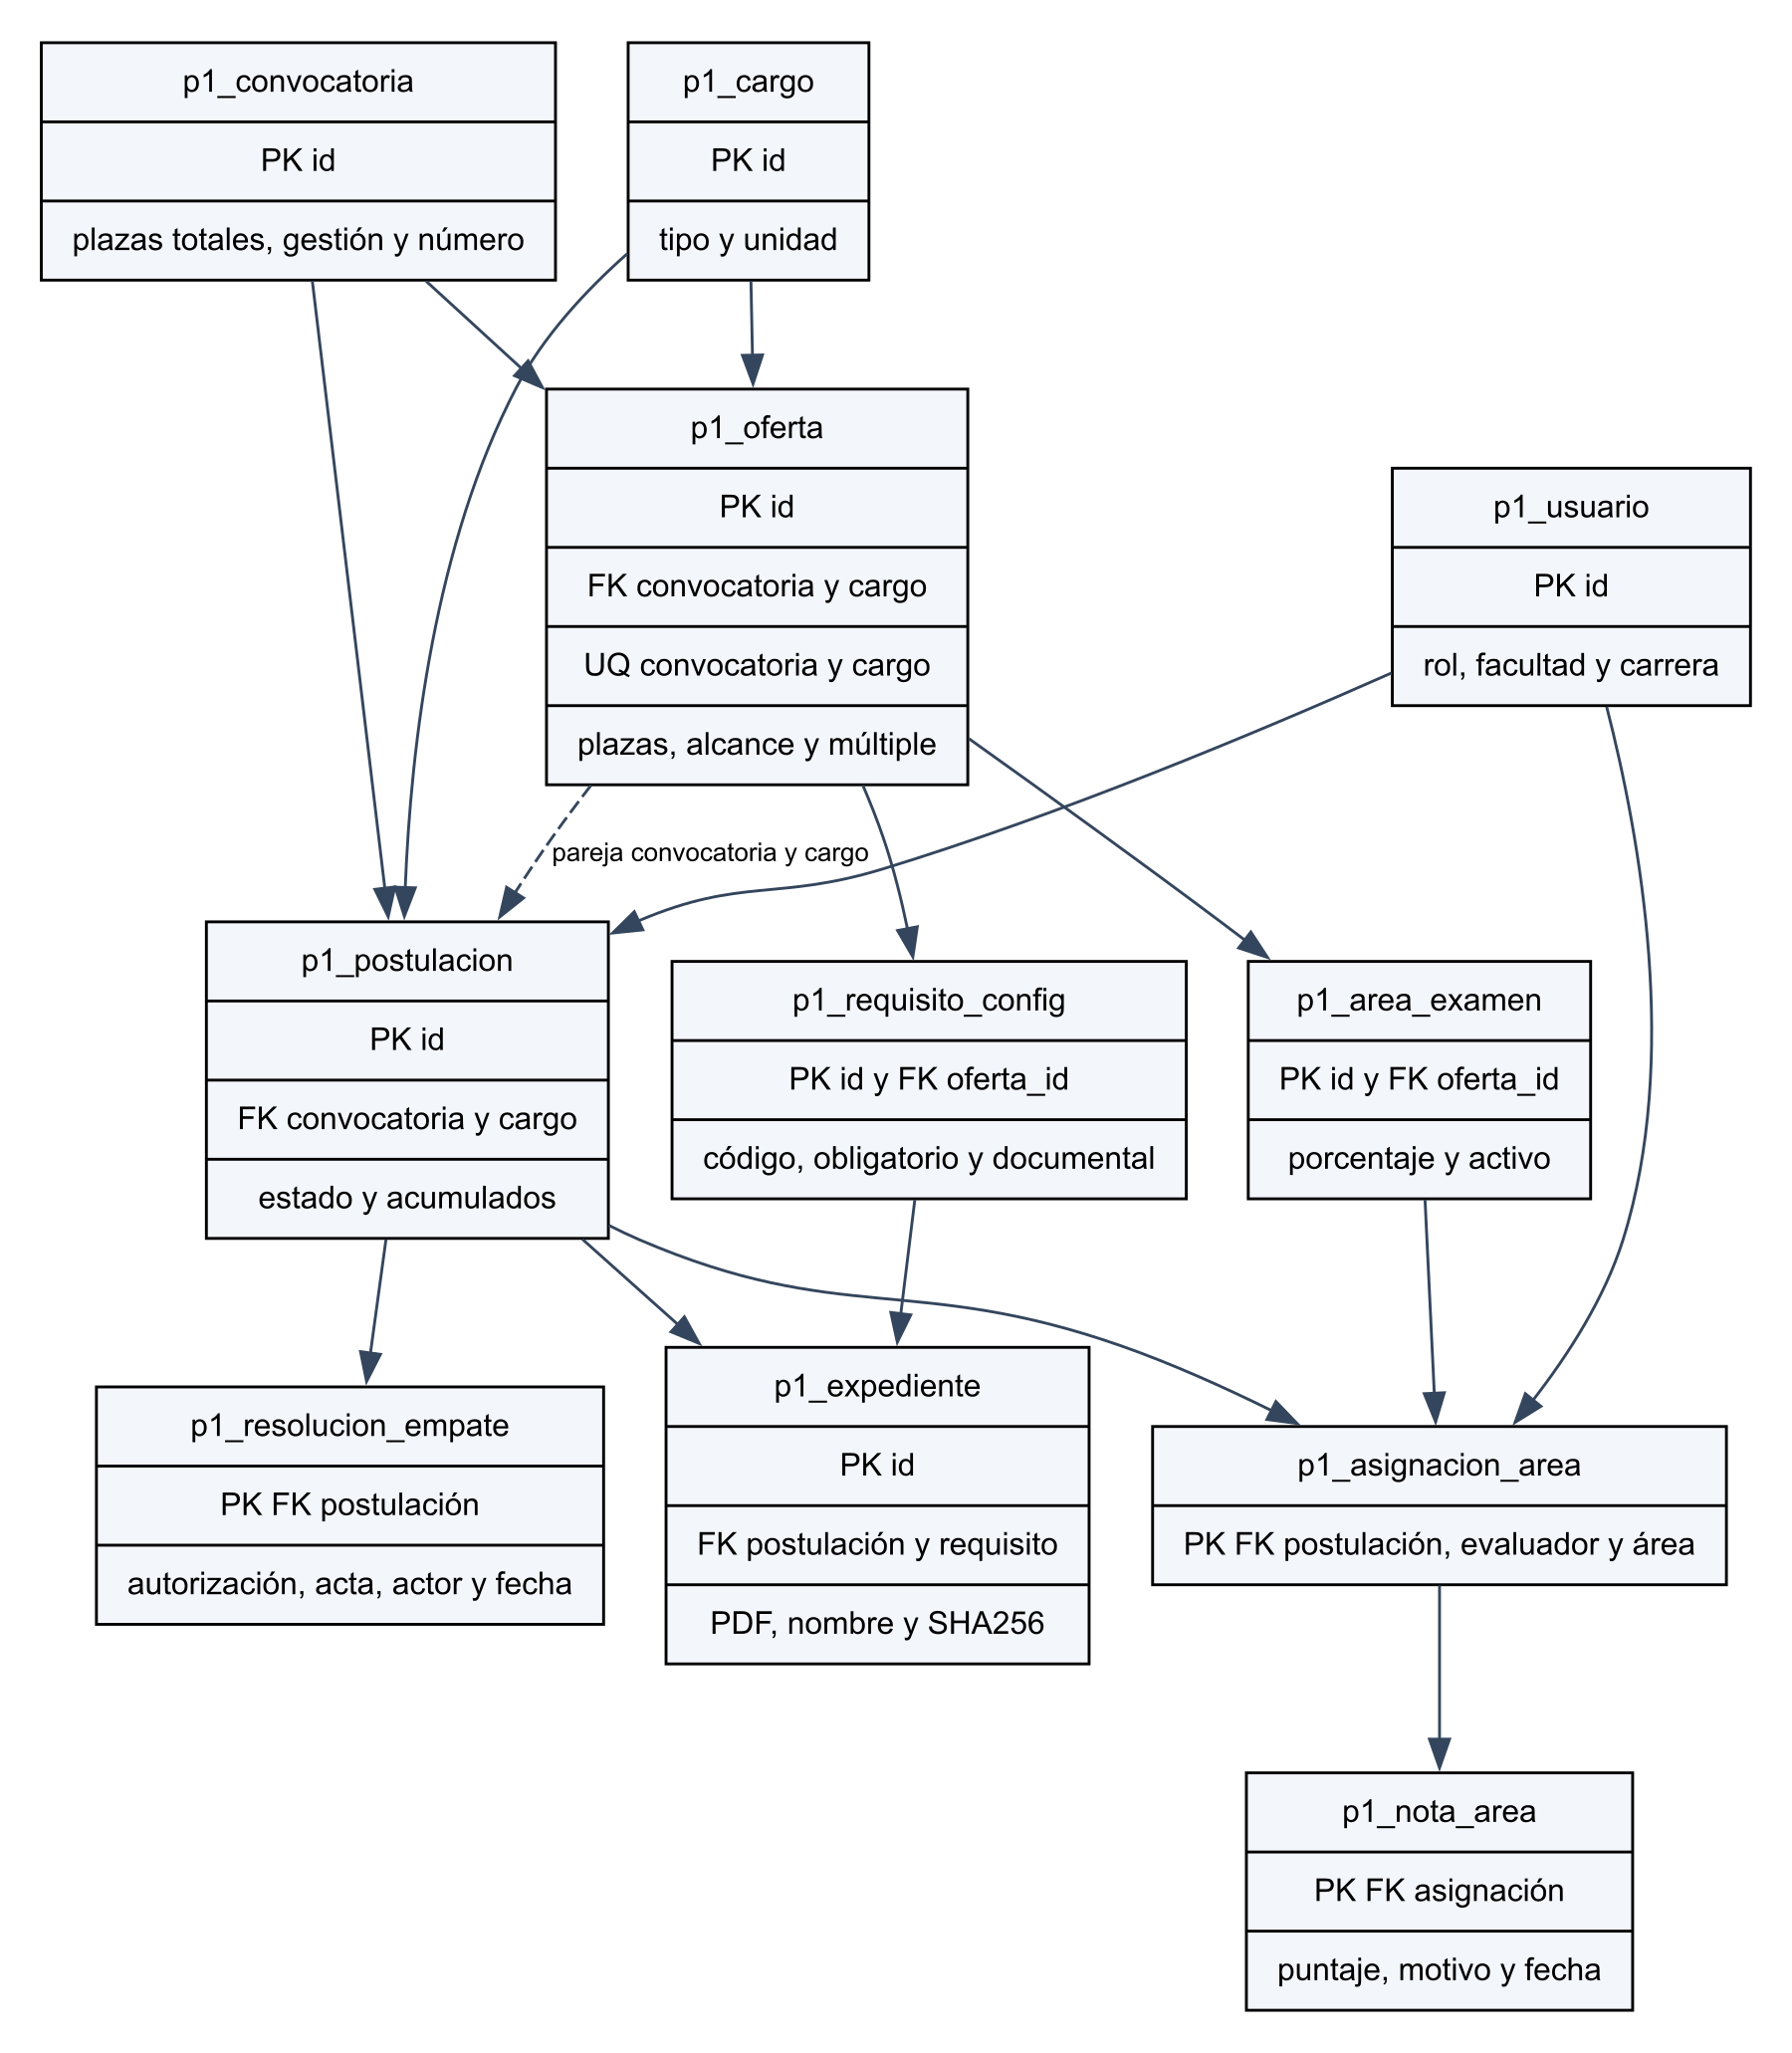 p1_convocatoria
PK id
plazas totales, gestión y número
p1_cargo
PK id
tipo y unidad
p1_oferta
PK id
FK convocatoria y cargo
UQ convocatoria y cargo
plazas, alcance y múltiple
p1_usuario
PK id
rol, facultad y carrera
pareja convocatoria y cargo
p1_postulacion
PK id
FK convocatoria y cargo
estado y acumulados
p1_requisito_config
PK id y FK oferta_id
código, obligatorio y documental
p1_area_examen
PK id y FK oferta_id
porcentaje y activo
p1_resolucion_empate
PK FK postulación
autorización, acta, actor y fecha
p1_expediente
PK id
FK postulación y requisito
PDF, nombre y SHA256
p1_asignacion_area
PK FK postulación, evaluador y área
p1_nota_area
PK FK asignación
puntaje, motivo y fecha